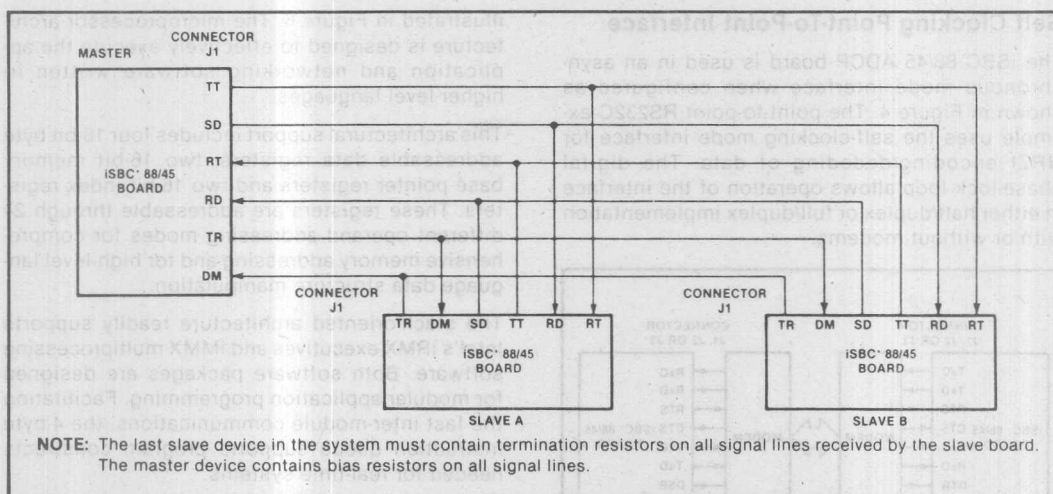 MASTER
CONNECTOR
J1
TT
SD
RT
RD
TR
DM
iSBC* 88/45
BOARD
CONNECTOR
J1
TR DM SD TT RD RT
iSBC* 88/45
BOARD
SLAVE A
CONNECTOR
J1
TR DM SD TT RD RT
iSBC* 88/45
BOARD
SLAVE B
NOTE: The last slave device in the system must contain termination resistors on all signal lines received by the slave board.
The master device contains bias resistors on all signal lines.